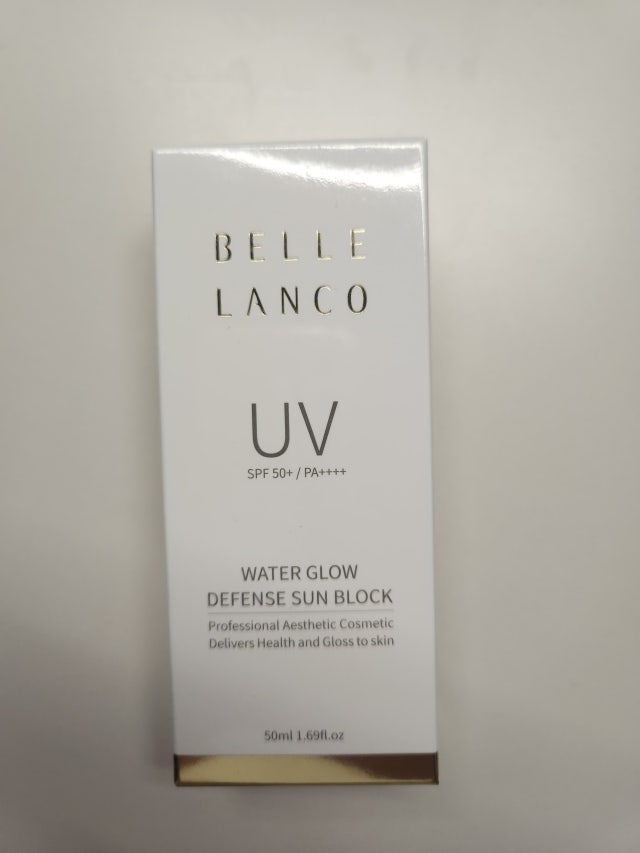 BELLE
LANCO
UV
SPF 50+ / PA++++
WATER GLOW
DEFENSE SUN BLOCK
Professional Aesthetic Cosmetic
Delivers Health and Gloss to skin
50ml 1.69fl.oz